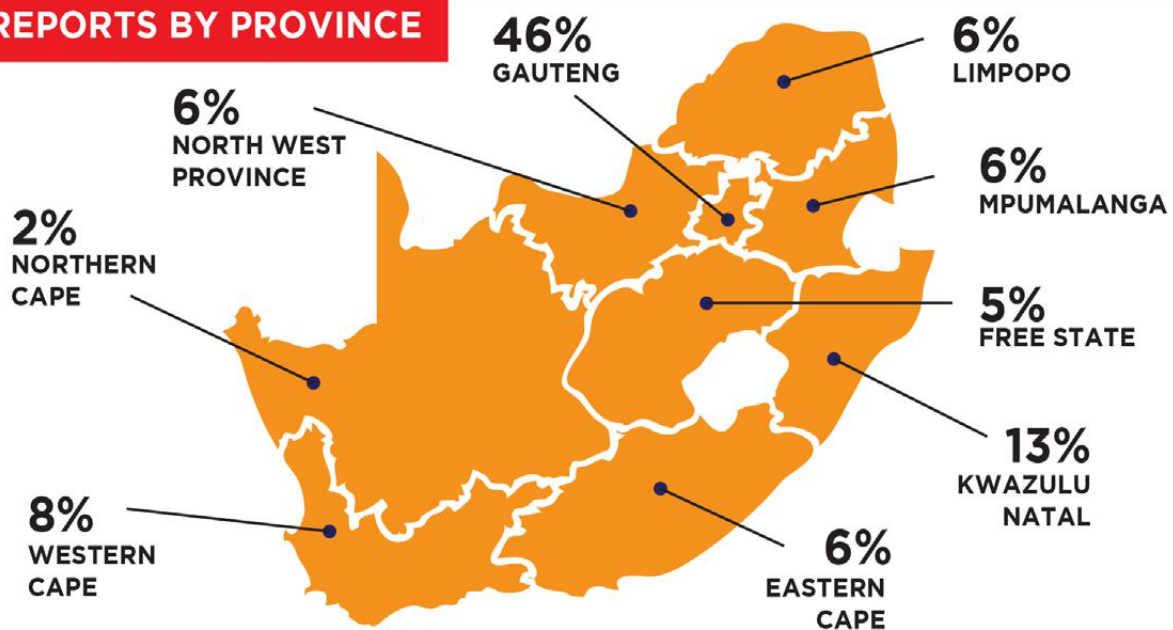 REPORTS BY PROVINCE
46%
GAUTENG
6%
LIMPOPO
6%
NORTH WEST
PROVINCE
6%
MPUMALANGA
2%
NORTHERN
CAPE
5%
FREE STATE
13%
KWAZULU
NATAL
8%
WESTERN
CAPE
6%
EASTERN
CAPE